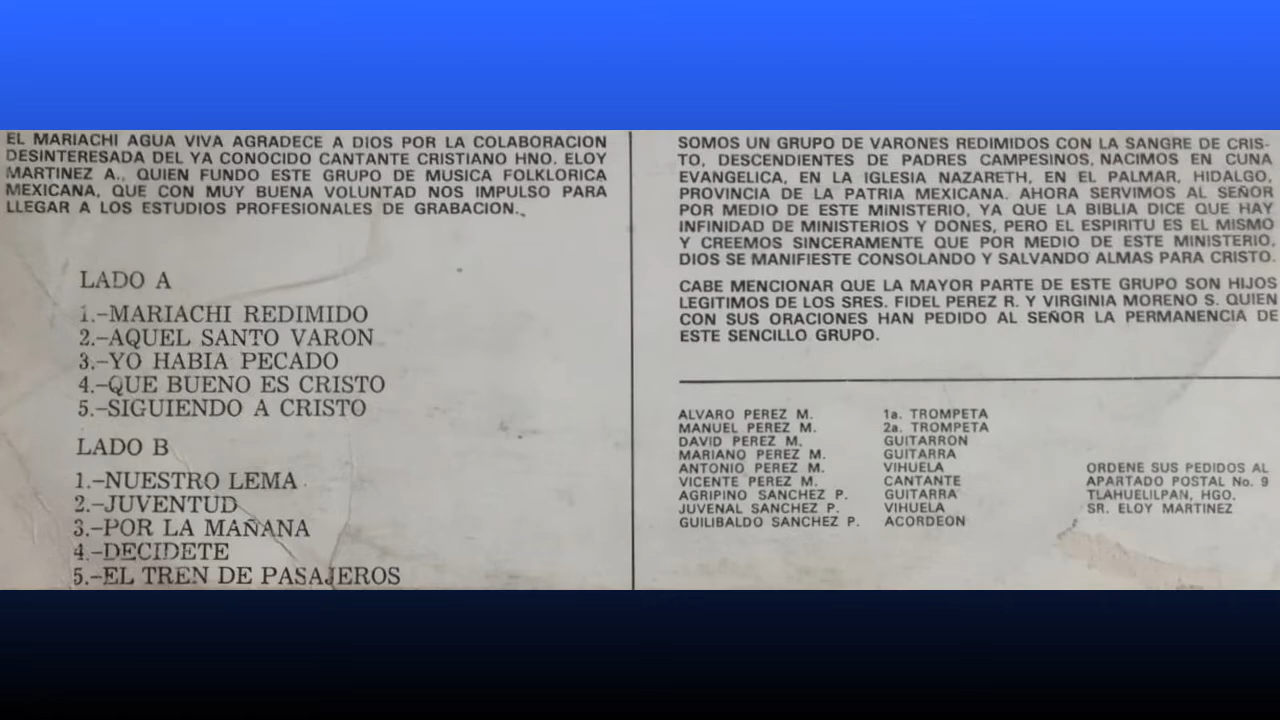 EL MARIACHI AGUA VIVA AGRADECE A DIOS POR LA COLABORACION
DESINTERESADA DEL YA CONOCIDO CANTANTE CRISTIANO HNO. ELOY
MARTINEZ A., QUIEN FUNDO ESTE GRUPO DE MUSICA FOLKLORICA
MEXICANA, QUE CON MUY BUENA VOLUNTAD NOS IMPULSO PARA
LLEGAR A LOS ESTUDIOS PROFESIONALES DE GRABACION.
LADO A
1.-MARIACHI REDIMIDO
2.-AQUEL SANTO VARON
3.-YO HABIA PECADO
4.-QUE BUENO ES CRISTO
5.-SIGUIENDO A CRISTO
LADO B
1.-NUESTRO LEMA
2.-JUVENTUD
3.-POR LA MAÑANA
4.-DECIDETE
5.-EL TREN DE PASAJEROS
SOMOS UN GRUPO DE VARONES REDIMIDOS CON LA SANGRE DE CRIS-
TO, DESCENDIENTES DE PADRES CAMPESINOS, NACIMOS EN CUNA
EVANGELICA, EN LA IGLESIA NAZARETH, EN EL PALMAR, HIDALGO,
PROVINCIA DE LA PATRIA MEXICANA. AHORA SERVIMOS AL SEÑOR
POR MEDIO DE ESTE MINISTERIO, YA QUE LA BIBLIA DICE QUE HAY
INFINIDAD DE MINISTERIOS Y DONES, PERO EL ESPIRITU ES EL MISMO
Y CREEMOS SINCERAMENTE QUE POR MEDIO DE ESTE MINISTERIO,
DIOS SE MANIFIESTE CONSOLANDO Y SALVANDO ALMAS PARA CRISTO.
CABE MENCIONAR QUE LA MAYOR PARTE DE ESTE GRUPO SON HIJOS
LEGITIMOS DE LOS SRES. FIDEL PEREZ R. Y VIRGINIA MORENO S. QUIEN
CON SUS ORACIONES HAN PEDIDO AL SEÑOR LA PERMANENCIA DE
ESTE SENCILLO GRUPO.
ALVARO PEREZ M. 1a. TROMPETA
MANUEL PEREZ M. 2a. TROMPETA
DAVID PEREZ M. GUITARRON
MARIANO PEREZ M. GUITARRA
ANTONIO PEREZ M. VIHUELA
VICENTE PEREZ M. CANTANTE
AGRIPINO SANCHEZ P. GUITARRA
JUVENAL SANCHEZ P. VIHUELA
GUILIBALDO SANCHEZ P. ACORDEON
ORDENE SUS PEDIDOS AL
APARTADO POSTAL No. 9
TLAHUELILPAN, HGO.
SR. ELOY MARTINEZ